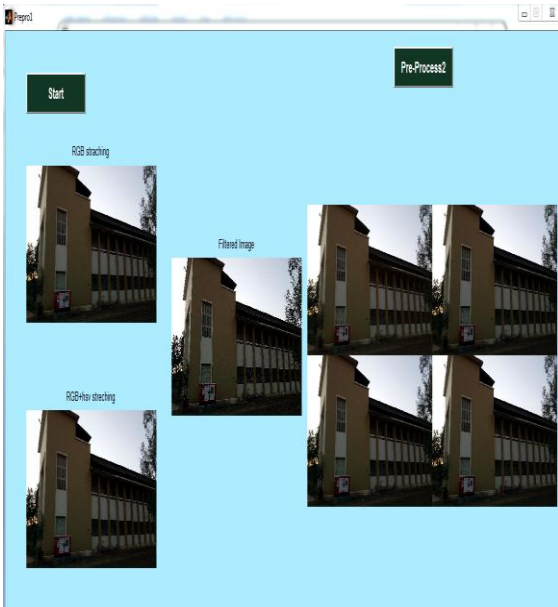 Prepro1
Pre-Process2
Start
RGB straching
Filtered Image
RGB+hsv streching